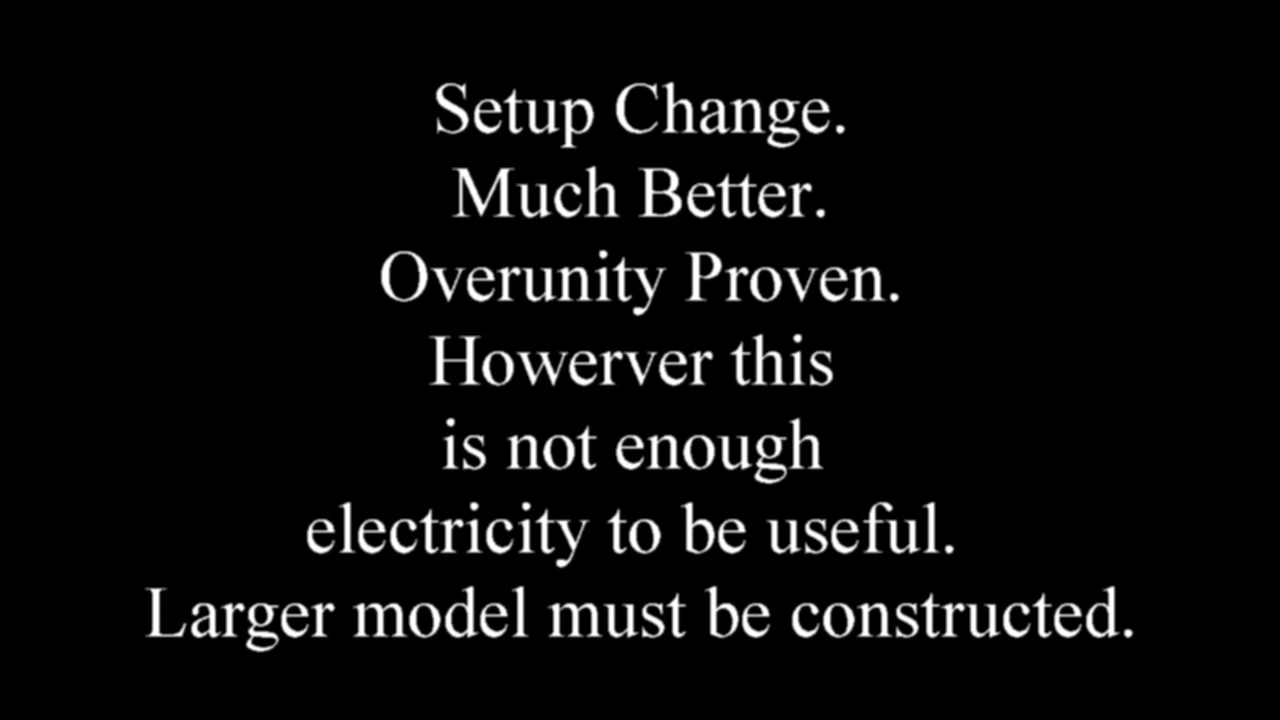 Setup Change.
Much Better.
Overunity Proven.
Howerver this
is not enough
electricity to be useful.
Larger model must be constructed.